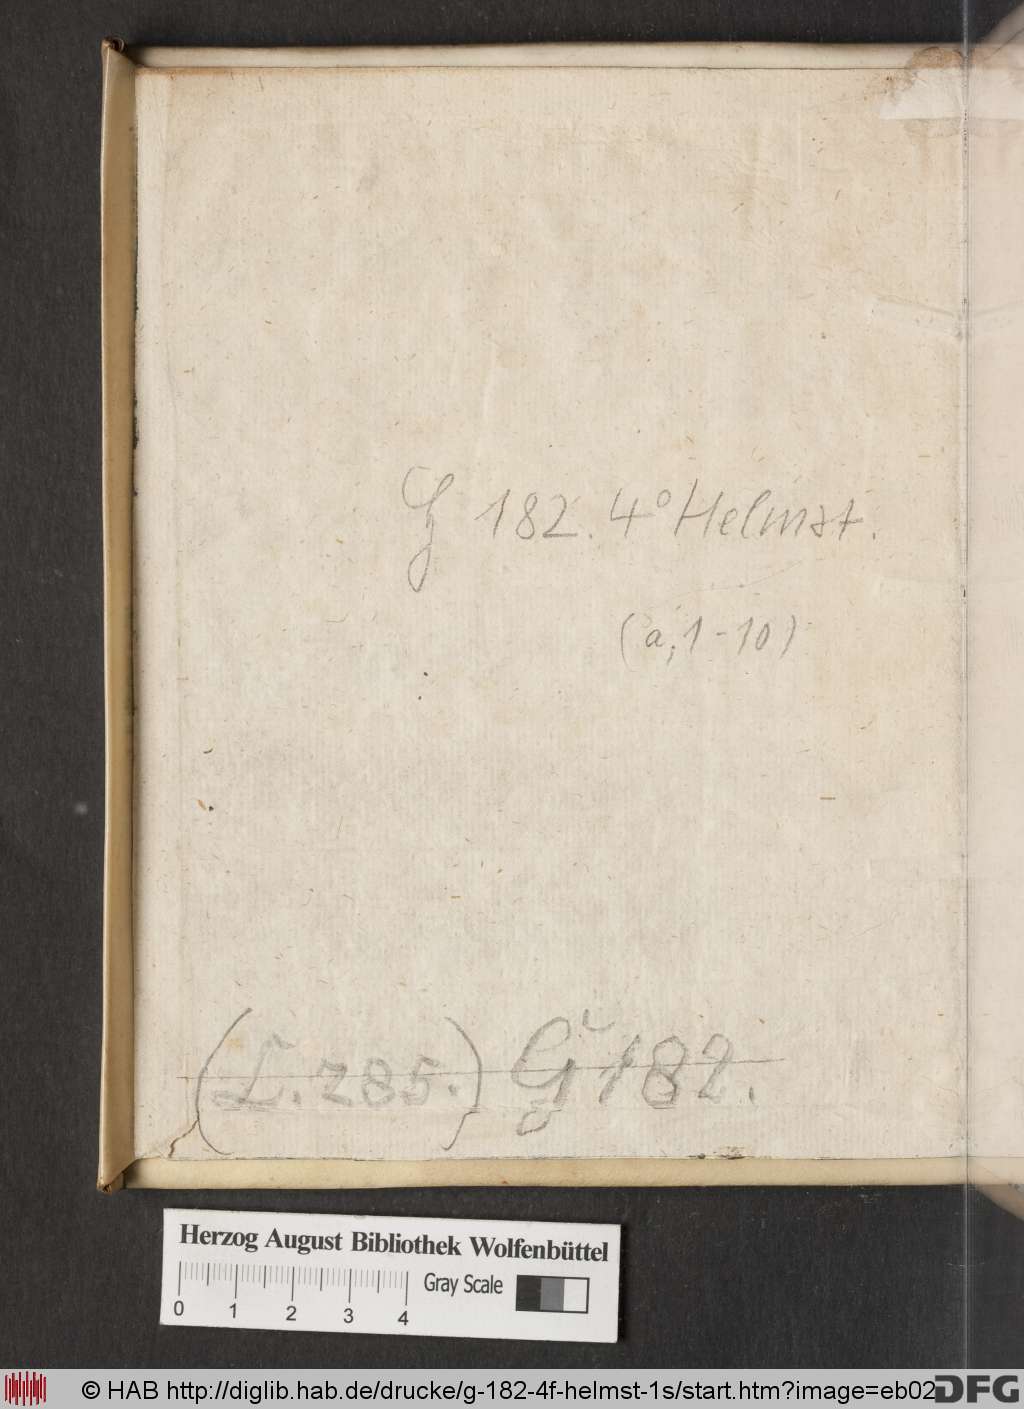 G 182. 4° Helmst.
(a, 1-10)
(L. 285.) G 182.
Herzog August Bibliothek Wolfenbüttel
Gray Scale
0 1 2 3 4
© HAB http://diglib.hab.de/drucke/g-182-4f-helmst-1s/start.htm?image=eb02
DFG